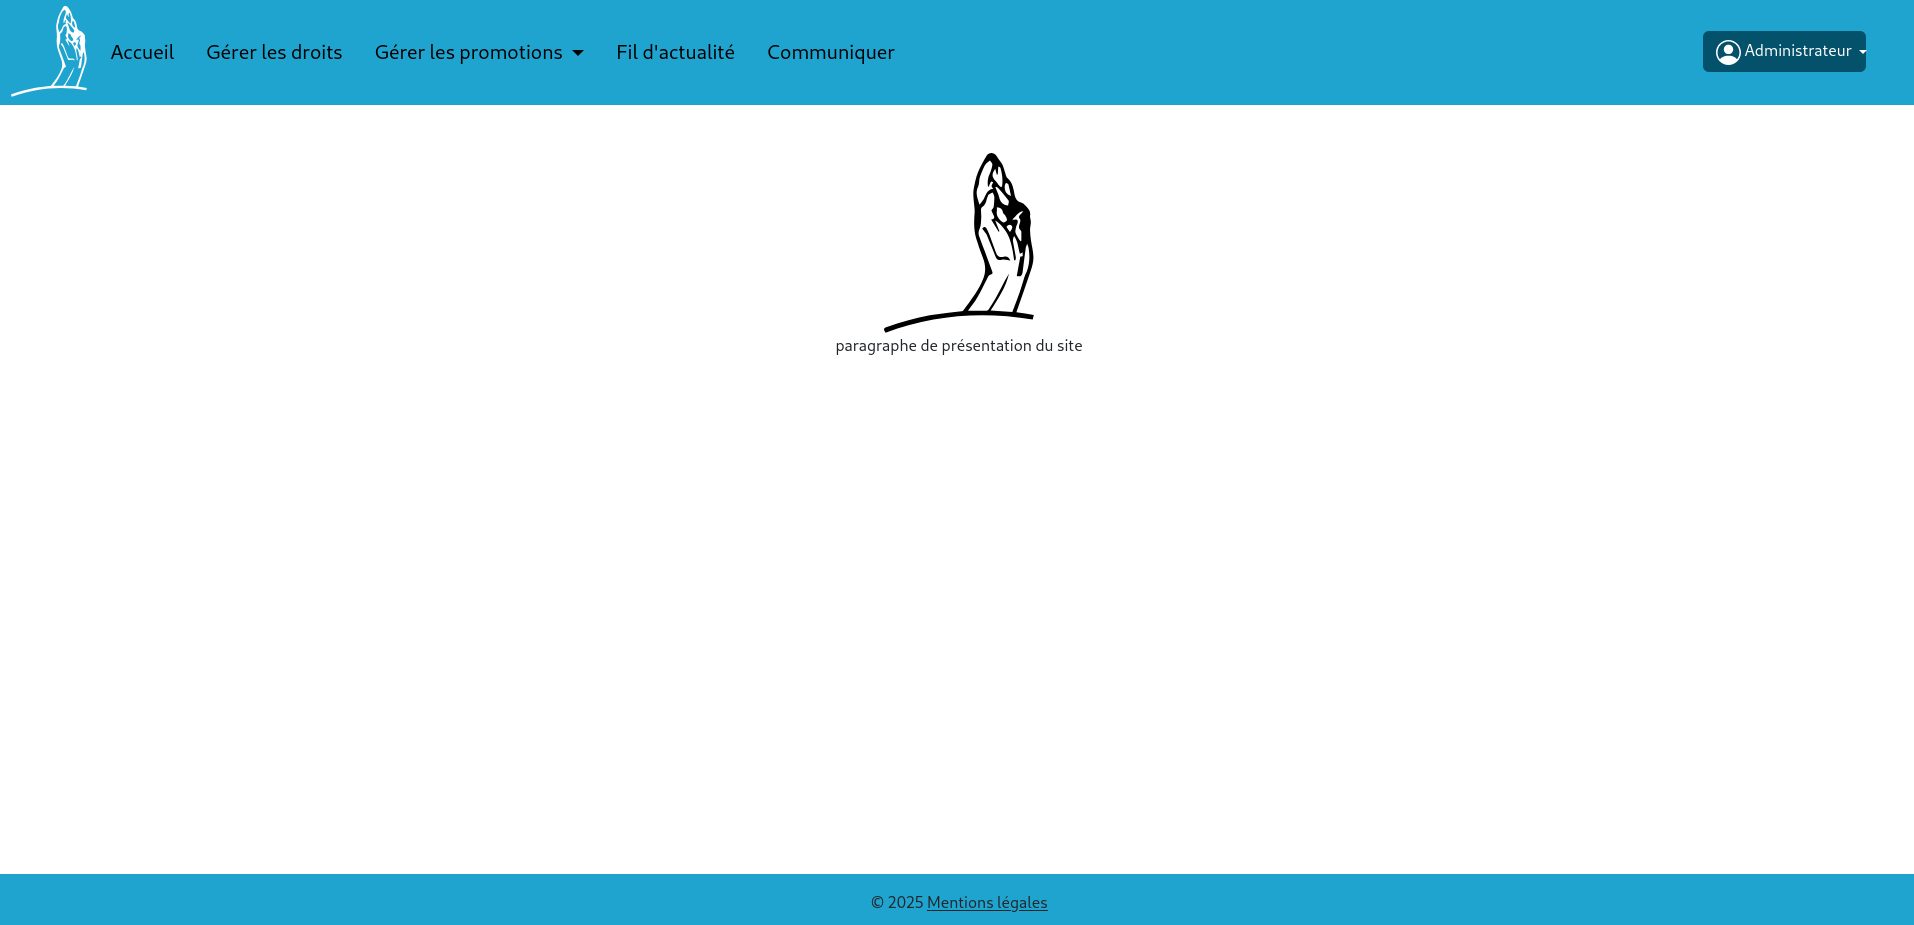 Accueil Gérer les droits Gérer les promotions Fil d'actualité Communiquer Administrateur
paragraphe de présentation du site
© 2025 Mentions légales